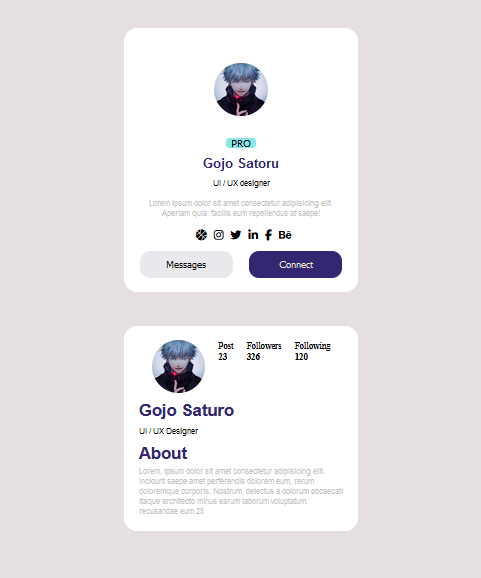 PRO
Gojo Satoru
UI / UX designer
Lorem ipsum dolor sit amet consectetur adipisicing elit.
Aperiam quia, facilis eum repellendus at saepe!
Bē
Messages
Connect
Post Followers Following
23 326 120
Gojo Saturo
UI / UX Designer
About
Lorem, ipsum dolor sit amet consectetur adipisicing elit.
Incidunt saepe amet perferendis dolorem eum, rerum
doloremque corporis. Nostrum, delectus a dolorum obcaecati
itaque architecto minus earum laborum voluptatum,
recusandae eum.25